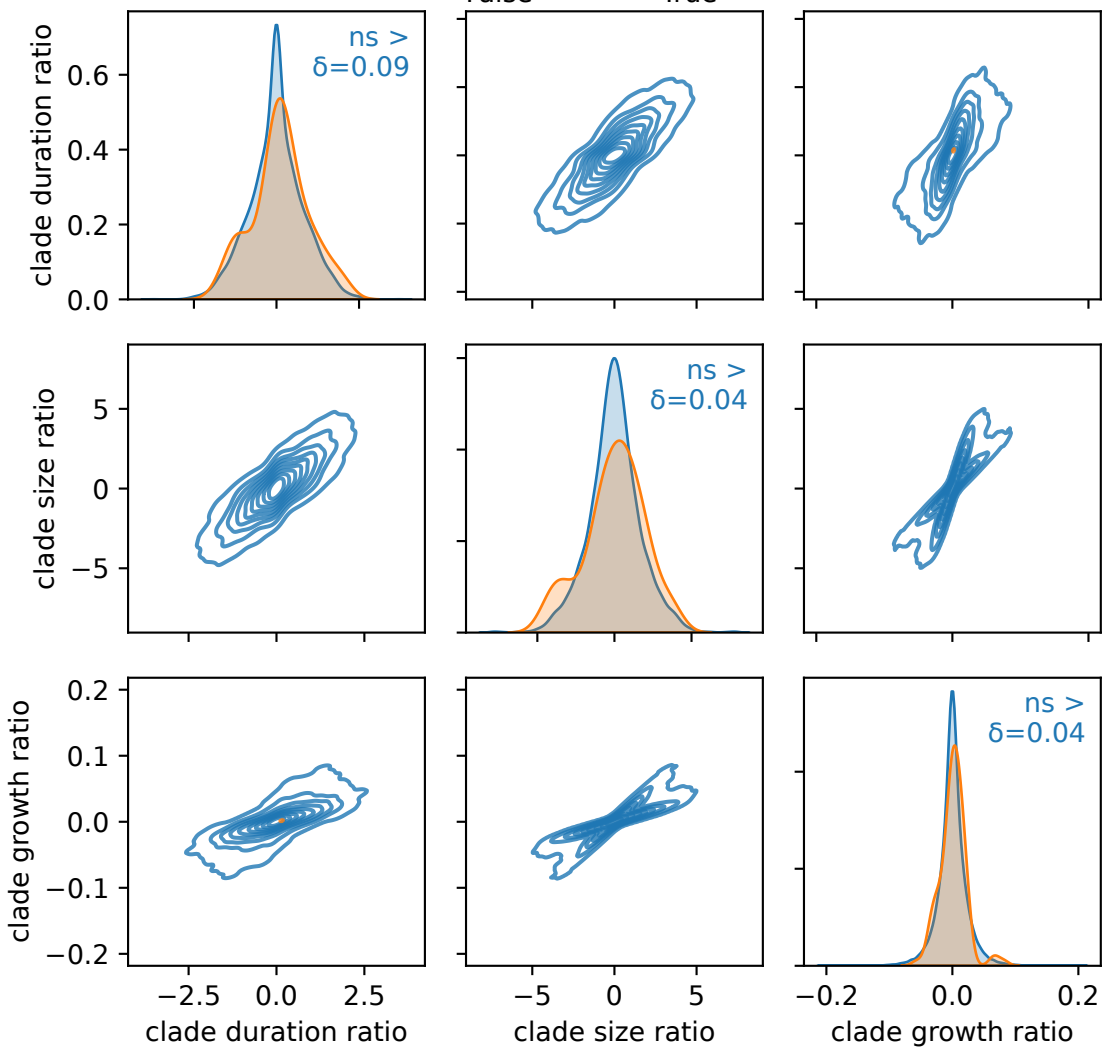 False True
clade duration ratio
0.6
0.4
0.2
0.0
ns >
δ=0.09
clade size ratio
5
0
−5
ns >
δ=0.04
clade growth ratio
0.2
0.1
0.0
−0.1
−0.2
ns >
δ=0.04
−2.5 0.0 2.5
−5 0 5
−0.2 0.0 0.2
clade duration ratio
clade size ratio
clade growth ratio